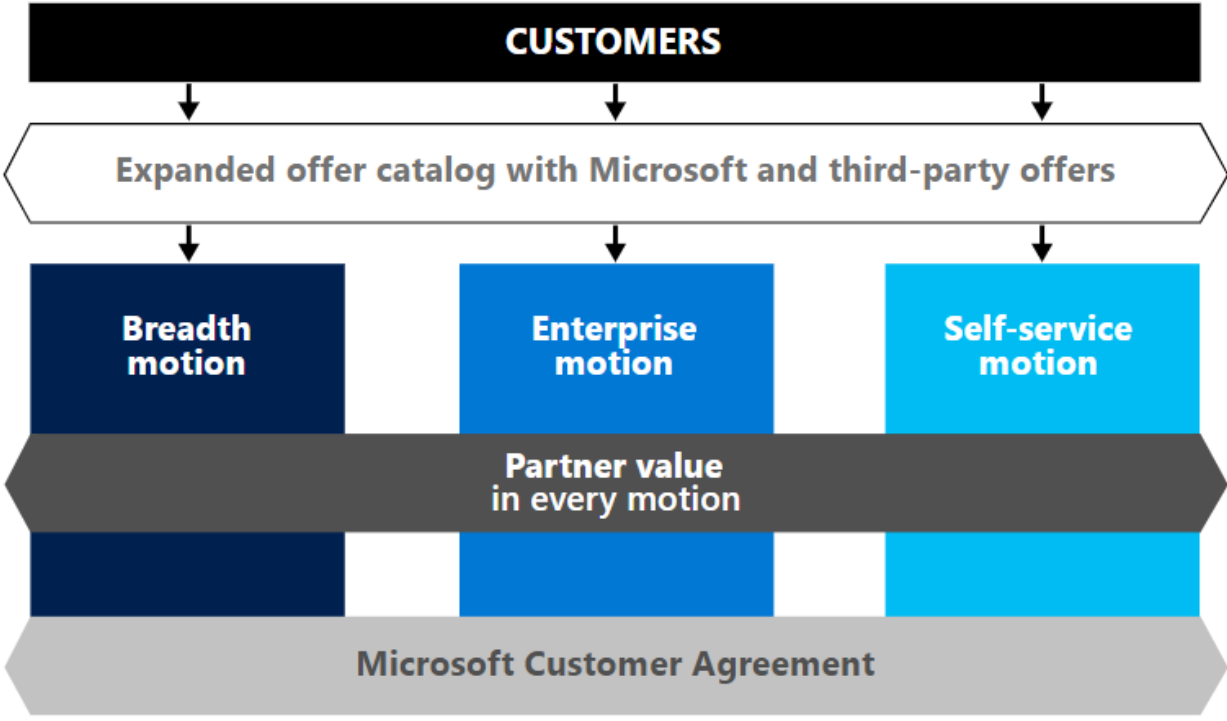 CUSTOMERS
Expanded offer catalog with Microsoft and third-party offers
Breadth
motion
Enterprise
motion
Self-service
motion
Partner value
in every motion
Microsoft Customer Agreement